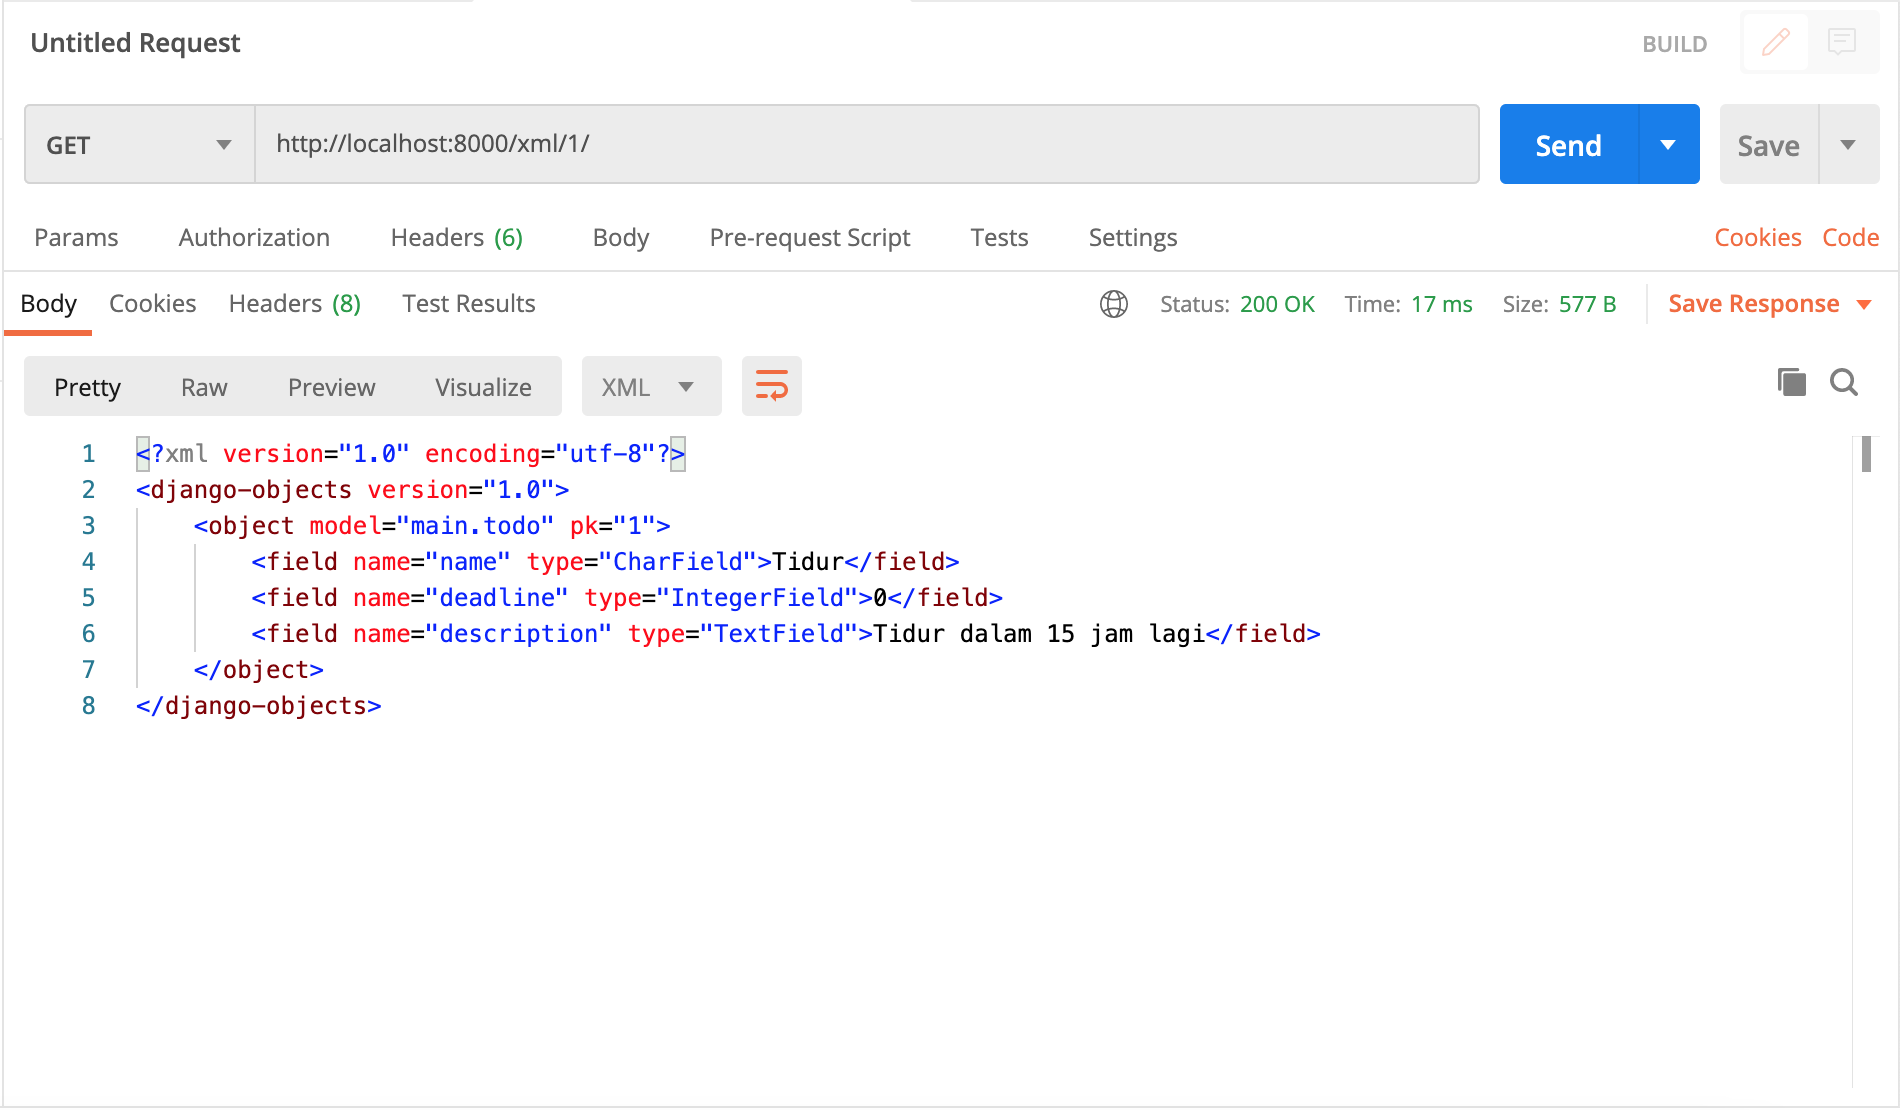 Untitled Request BUILD
GET http://localhost:8000/xml/1/ Send Save
Params Authorization Headers (6) Body Pre-request Script Tests Settings Cookies Code
Body Cookies Headers (8) Test Results Status: 200 OK Time: 17 ms Size: 577 B Save Response
Pretty Raw Preview Visualize XML
1 <?xml version="1.0" encoding="utf-8"?>
2 <django-objects version="1.0">
3 <object model="main.todo" pk="1">
4 <field name="name" type="CharField">Tidur</field>
5 <field name="deadline" type="IntegerField">0</field>
6 <field name="description" type="TextField">Tidur dalam 15 jam lagi</field>
7 </object>
8 </django-objects>